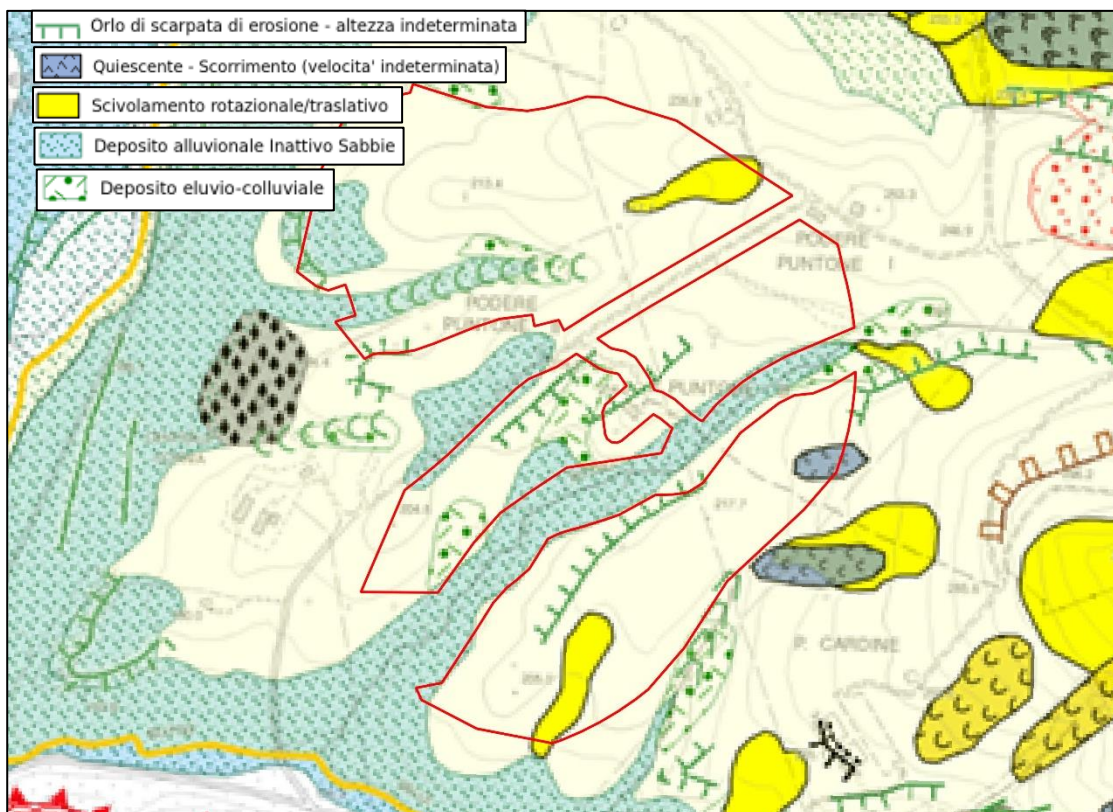 Orlo di scarpata di erosione - altezza indeterminata
Quiescente - Scorrimento (velocita' indeterminata)
Scivolamento rotazionale/traslativo
Deposito alluvionale Inattivo Sabbie
Deposito eluvio-colluviale
PODERE
PUNTONE I
PODERE
PUNTONE
PUNTONE
P. CARDINE